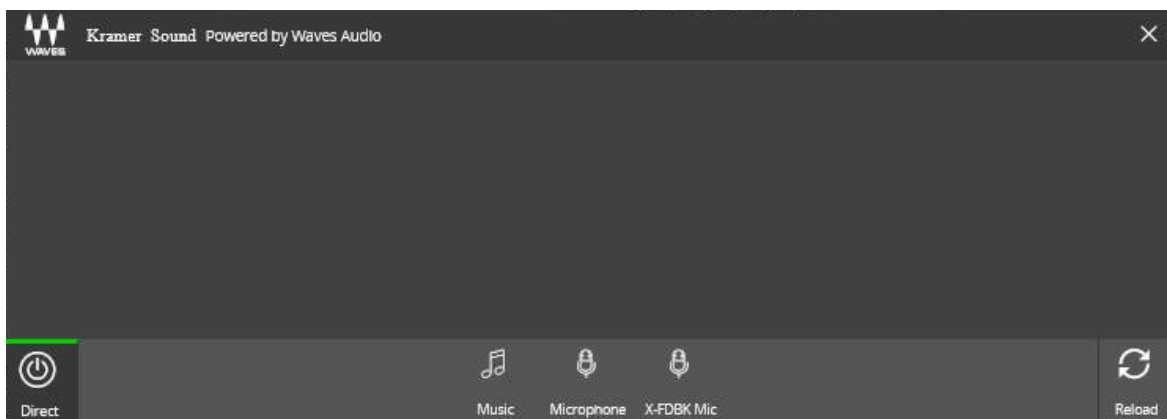 WAVES
Kramer Sound Powered by Waves Audio
Direct
Music
Microphone
X-FDBK Mic
Reload